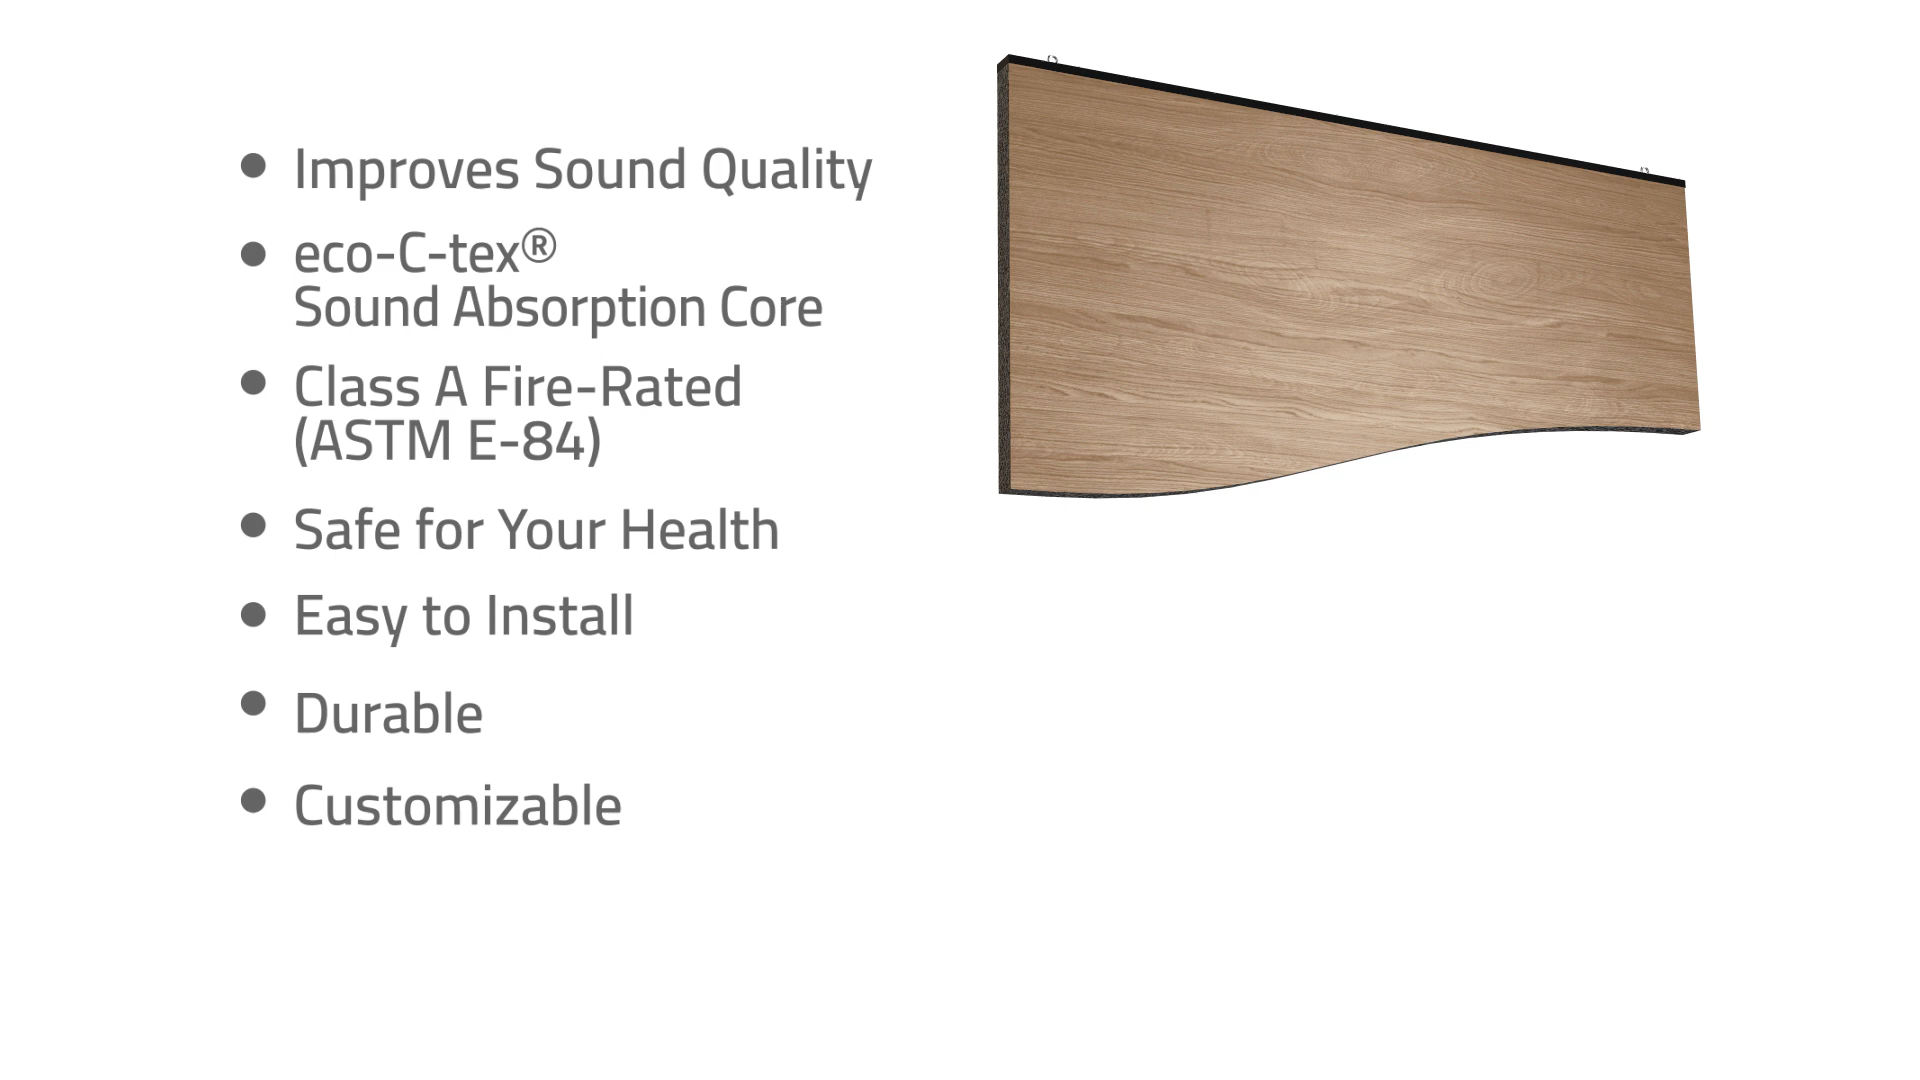 Improves Sound Quality
eco-C-tex®
Sound Absorption Core
Class A Fire-Rated
(ASTM E-84)
Safe for Your Health
Easy to Install
Durable
Customizable